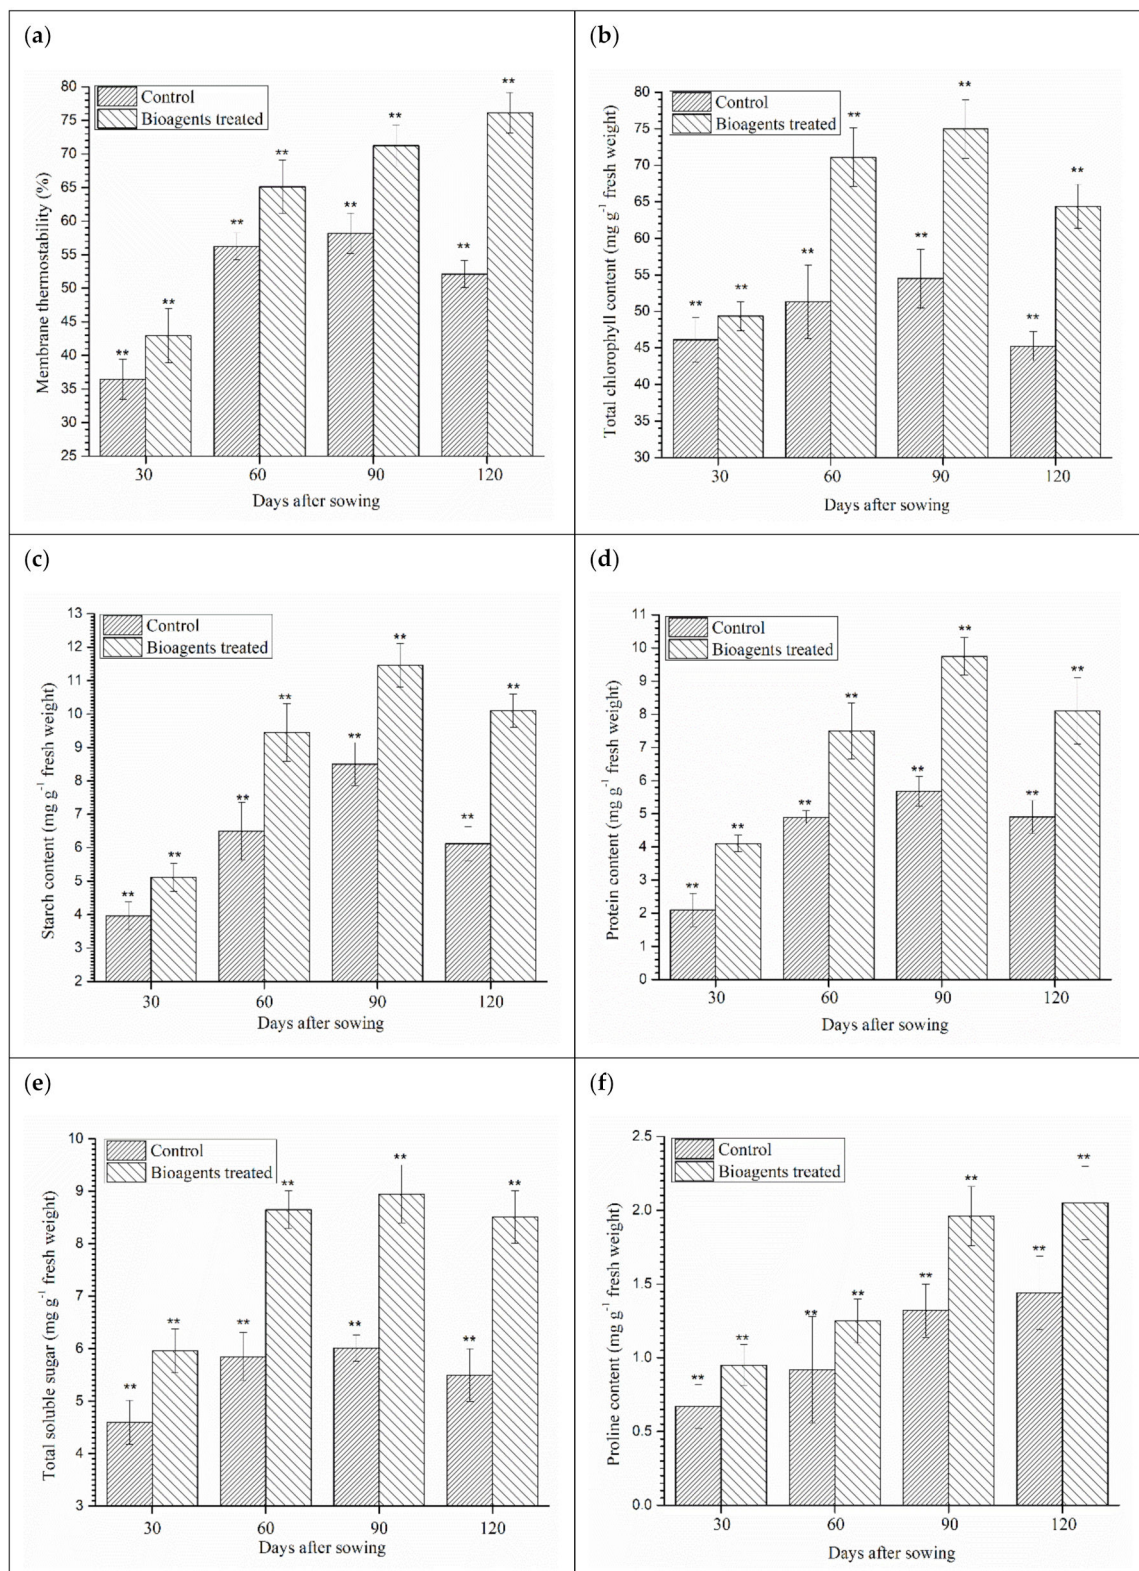 (a)
Control
Bioagents treated
80
75
70
65
60
55
50
45
40
35
30
25
Membrane thermostability (%)
** ** ** ** ** ** ** **
30 60 90 120
Days after sowing
(b)
Control
Bioagents treated
80
75
70
65
60
55
50
45
40
35
30
Total chlorophyll content (mg g⁻¹ fresh weight)
** ** ** ** ** ** ** **
30 60 90 120
Days after sowing
(c)
Control
Bioagents treated
13
12
11
10
9
8
7
6
5
4
3
2
Starch content (mg g⁻¹ fresh weight)
** ** ** ** ** ** ** **
30 60 90 120
Days after sowing
(d)
Control
Bioagents treated
11
10
9
8
7
6
5
4
3
2
1
0
Protein content (mg g⁻¹ fresh weight)
** ** ** ** ** ** ** **
30 60 90 120
Days after sowing
(e)
Control
Bioagents treated
10
9
8
7
6
5
4
3
Total soluble sugar (mg g⁻¹ fresh weight)
** ** ** ** ** ** ** **
30 60 90 120
Days after sowing
(f)
Control
Bioagents treated
2.5
2.0
1.5
1.0
0.5
0.0
Proline content (mg g⁻¹ fresh weight)
** ** ** ** ** ** ** **
30 60 90 120
Days after sowing